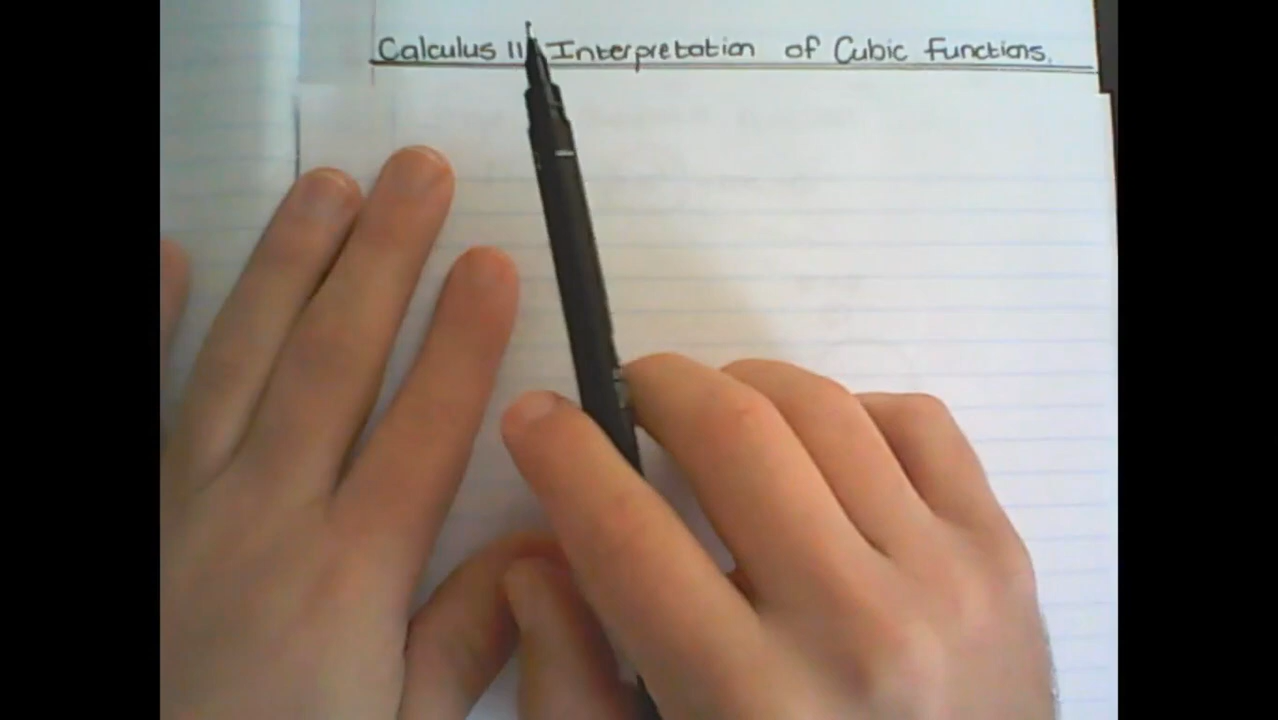 Calculus 11 Interpretation of Cubic Functions.